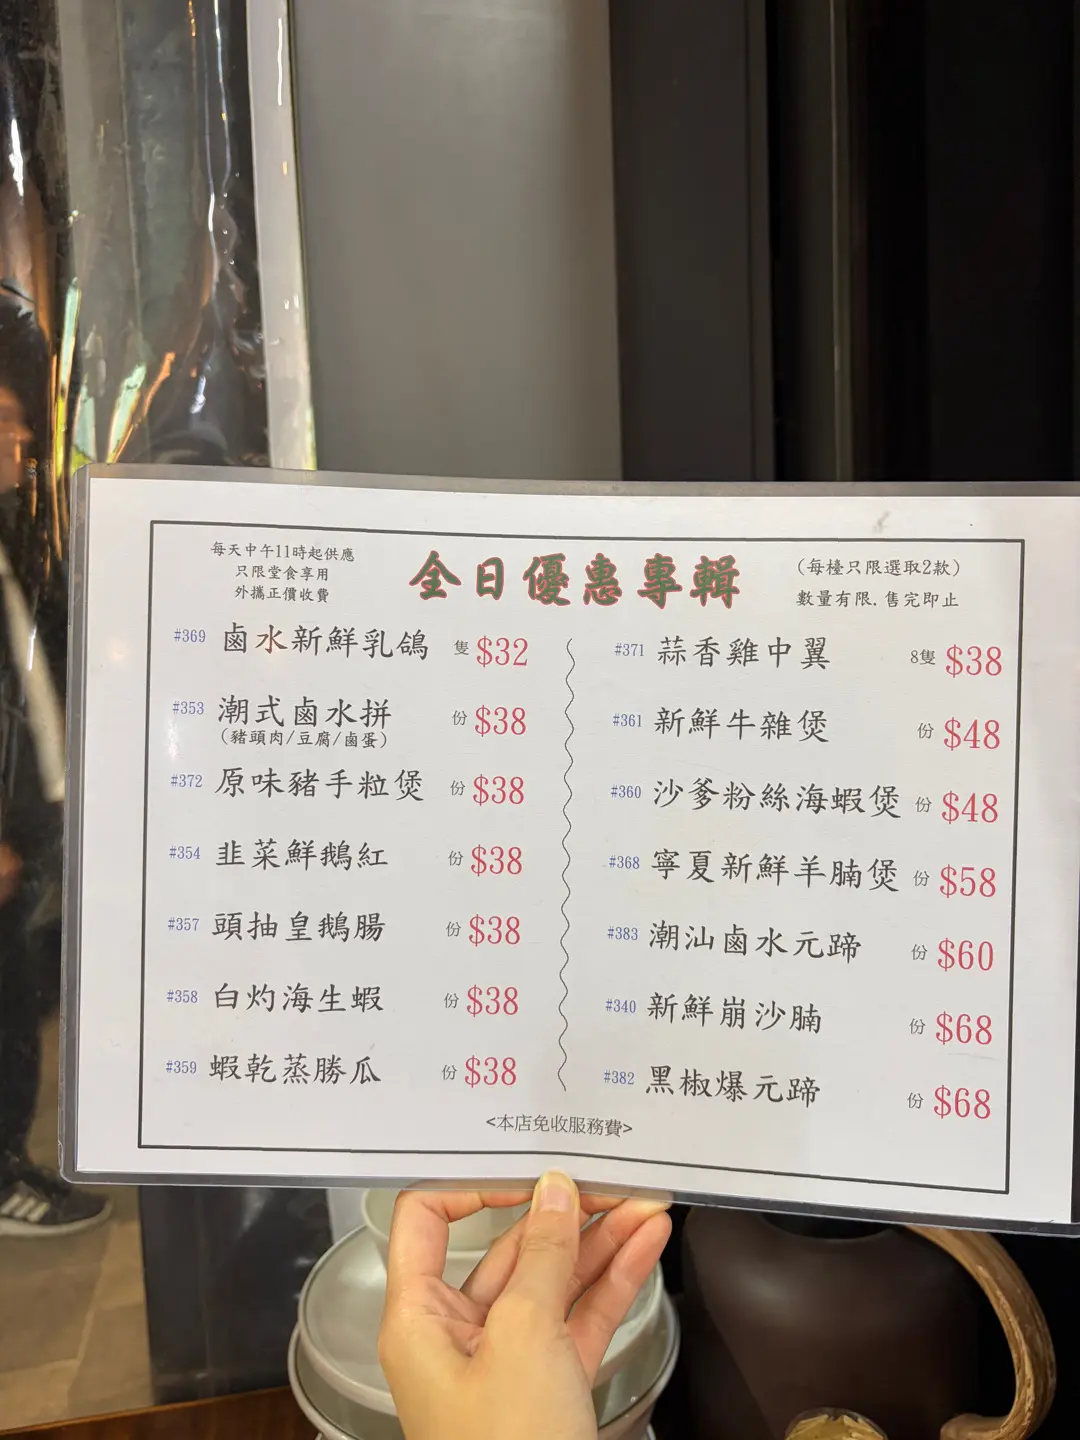 每天中午11時起供應
只限堂食享用
外攜正價收費
全日優惠專輯
(每檯只限選取2款)
數量有限.售完即止
#369 鹵水新鮮乳鴿 隻 $32
#353 潮式鹵水拼 份 $38
(豬頭肉/豆腐/鹵蛋)
#372 原味豬手粒煲 份 $38
#354 韭菜鮮鵝紅 份 $38
#357 頭抽皇鵝腸 份 $38
#358 白灼海生蝦 份 $38
#359 蝦乾蒸勝瓜 份 $38
#371 蒜香雞中翼 8隻 $38
#361 新鮮牛雜煲 份 $48
#360 沙爹粉絲海蝦煲 份 $48
#368 寧夏新鮮羊腩煲 份 $58
#383 潮汕鹵水元蹄 份 $60
#340 新鮮崩沙腩 份 $68
#382 黑椒爆元蹄 份 $68
<本店免收服務費>